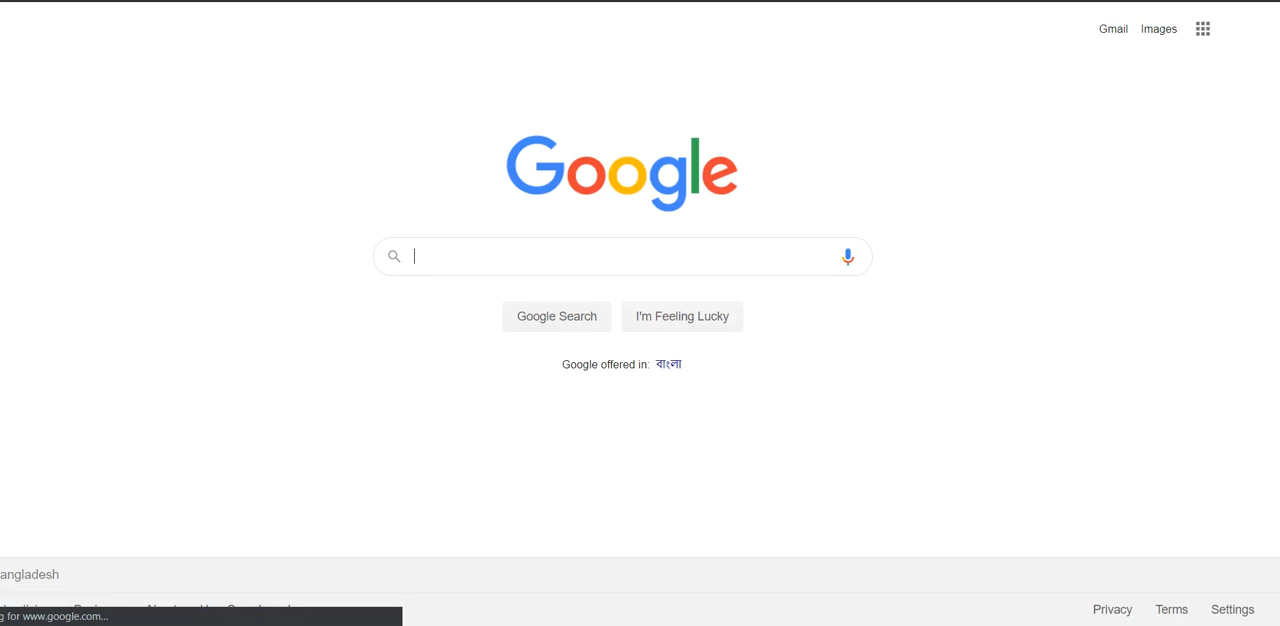 Gmail Images
Google
Google Search I'm Feeling Lucky
Google offered in: বাংলা
angladesh
Privacy Terms Settings
g for www.google.com...